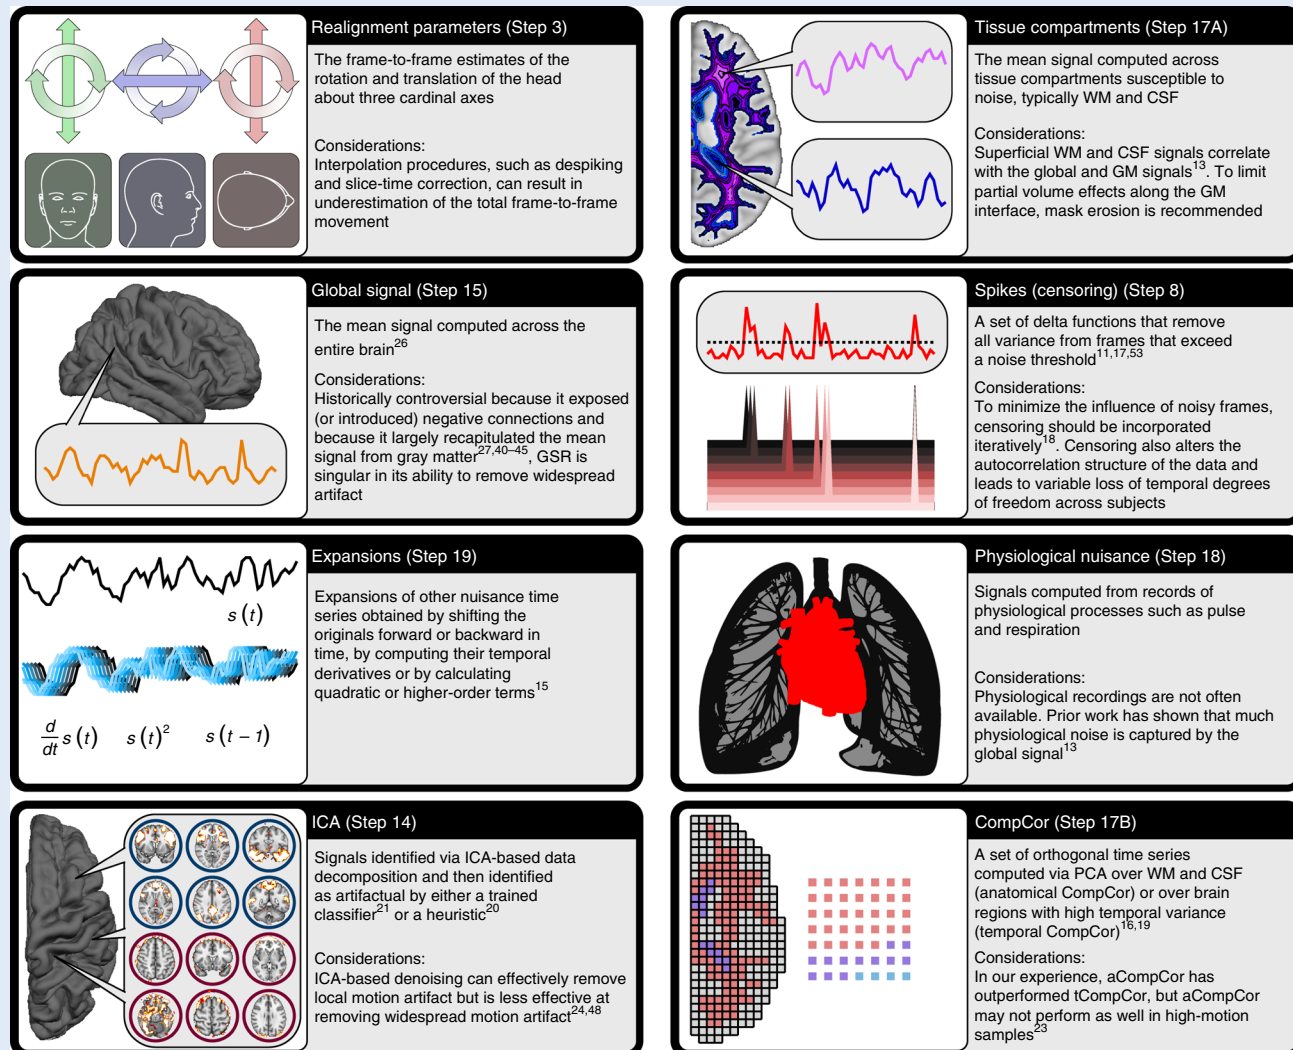 Realignment parameters (Step 3)
The frame-to-frame estimates of the
rotation and translation of the head
about three cardinal axes
Considerations:
Interpolation procedures, such as despiking
and slice-time correction, can result in
underestimation of the total frame-to-frame
movement
Tissue compartments (Step 17A)
The mean signal computed across
tissue compartments susceptible to
noise, typically WM and CSF
Considerations:
Superficial WM and CSF signals correlate
with the global and GM signals13. To limit
partial volume effects along the GM
interface, mask erosion is recommended
Global signal (Step 15)
The mean signal computed across the
entire brain26
Considerations:
Historically controversial because it exposed
(or introduced) negative connections and
because it largely recapitulated the mean
signal from gray matter27,40–45, GSR is
singular in its ability to remove widespread
artifact
Spikes (censoring) (Step 8)
A set of delta functions that remove
all variance from frames that exceed
a noise threshold11,17,53
Considerations:
To minimize the influence of noisy frames,
censoring should be incorporated
iteratively18. Censoring also alters the
autocorrelation structure of the data and
leads to variable loss of temporal degrees
of freedom across subjects
s (t)
d/dt s (t) s (t)2 s (t − 1)
Expansions (Step 19)
Expansions of other nuisance time
series obtained by shifting the
originals forward or backward in
time, by computing their temporal
derivatives or by calculating
quadratic or higher-order terms15
Physiological nuisance (Step 18)
Signals computed from records of
physiological processes such as pulse
and respiration
Considerations:
Physiological recordings are not often
available. Prior work has shown that much
physiological noise is captured by the
global signal13
ICA (Step 14)
Signals identified via ICA-based data
decomposition and then identified
as artifactual by either a trained
classifier21 or a heuristic20
Considerations:
ICA-based denoising can effectively remove
local motion artifact but is less effective at
removing widespread motion artifact24,48
CompCor (Step 17B)
A set of orthogonal time series
computed via PCA over WM and CSF
(anatomical CompCor) or over brain
regions with high temporal variance
(temporal CompCor)16,19
Considerations:
In our experience, aCompCor has
outperformed tCompCor, but aCompCor
may not perform as well in high-motion
samples23